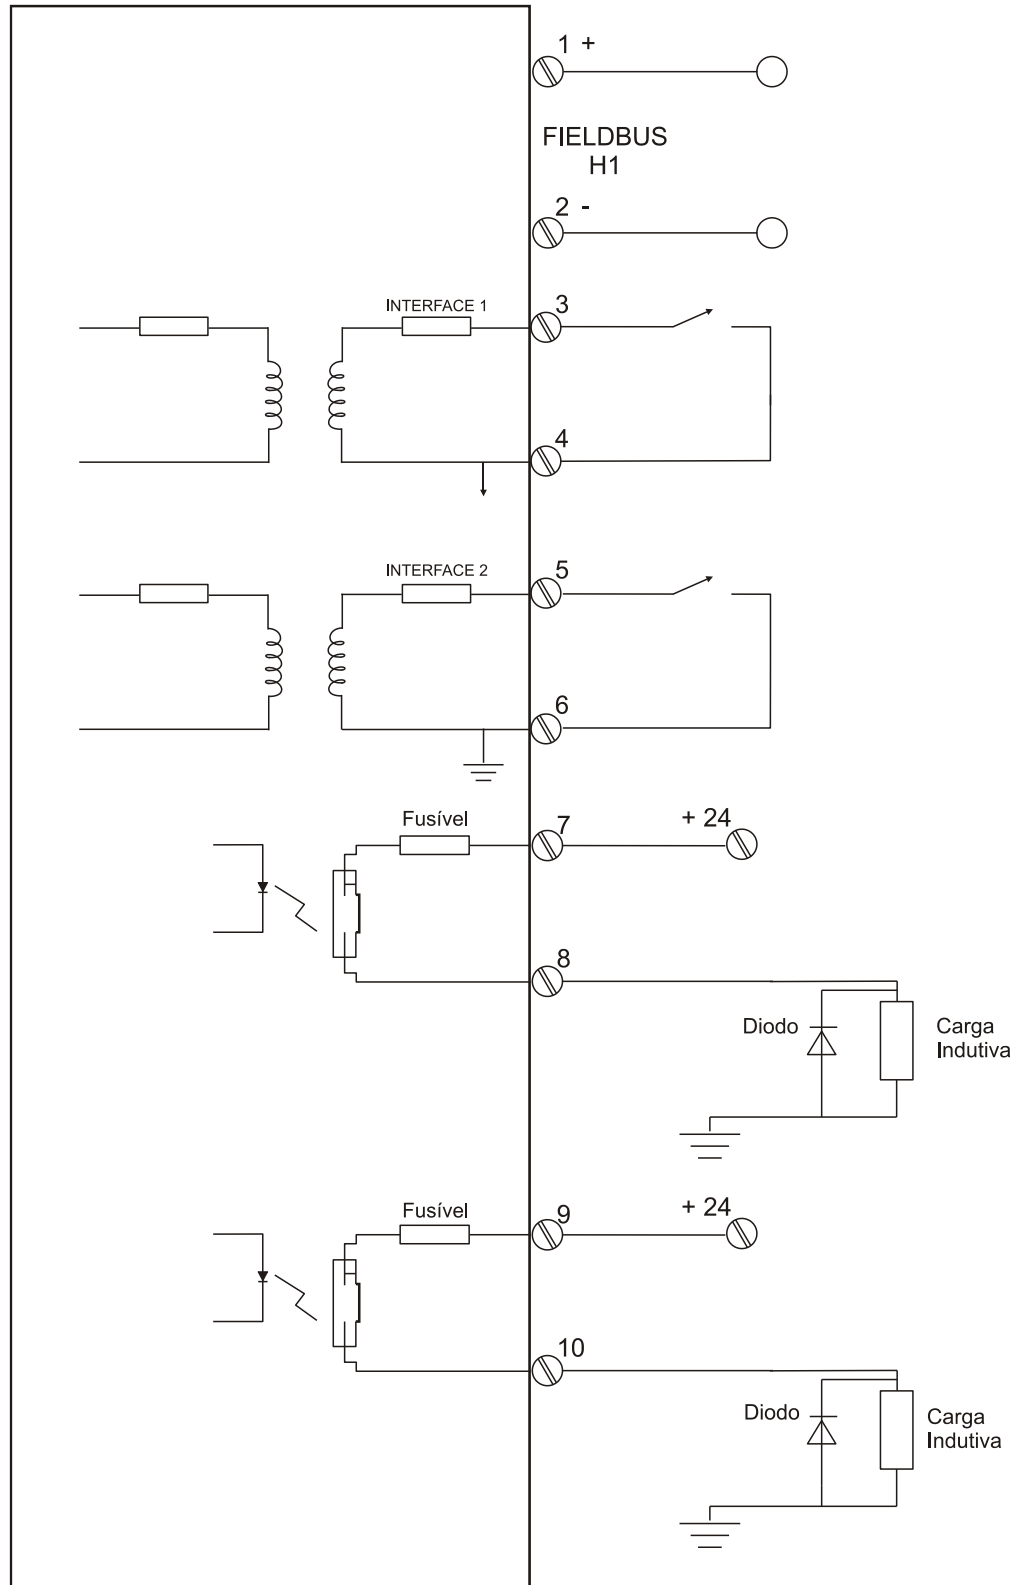 1 +
FIELDBUS
H1
2 -
INTERFACE 1
3
4
INTERFACE 2
5
6
Fusível
7
+ 24
8
Diodo
Carga
Indutiva
Fusível
9
+ 24
10
Diodo
Carga
Indutiva